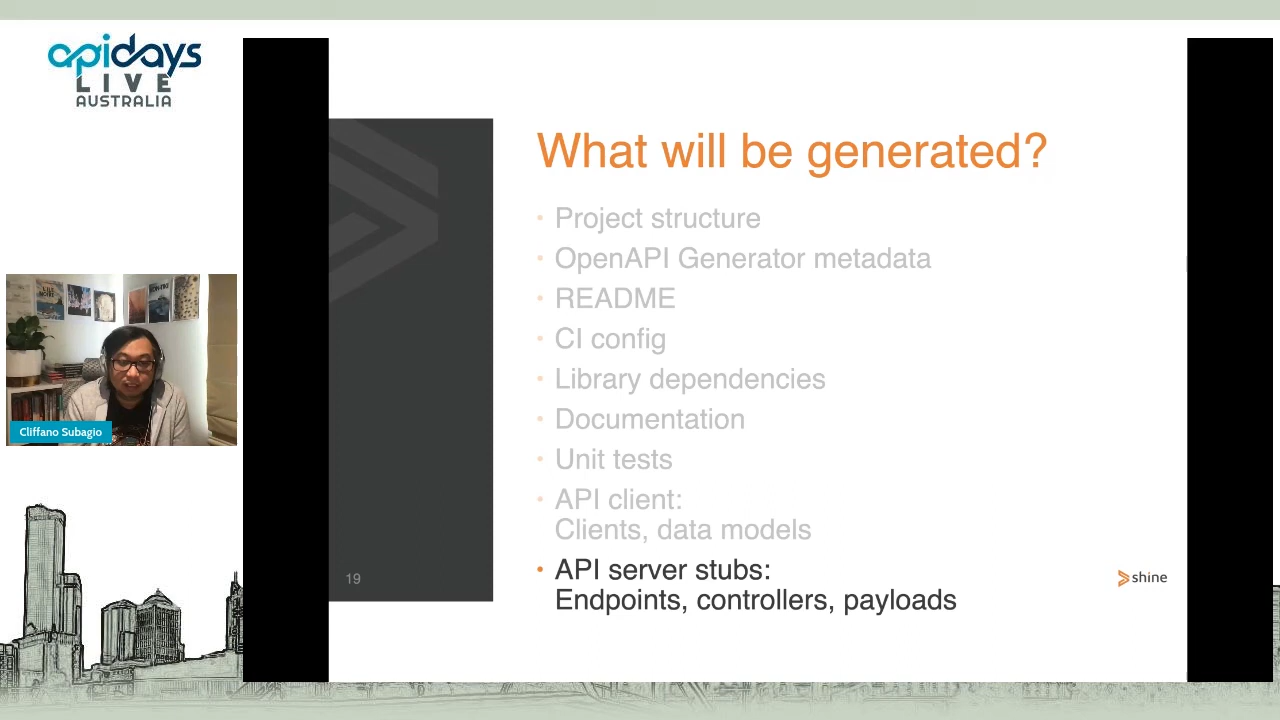 apidays
LIVE
AUSTRALIA
What will be generated?
• Project structure
• OpenAPI Generator metadata
• README
• CI config
• Library dependencies
• Documentation
• Unit tests
• API client:
Clients, data models
• API server stubs:
Endpoints, controllers, payloads
19
shine
Cliffano Subagio